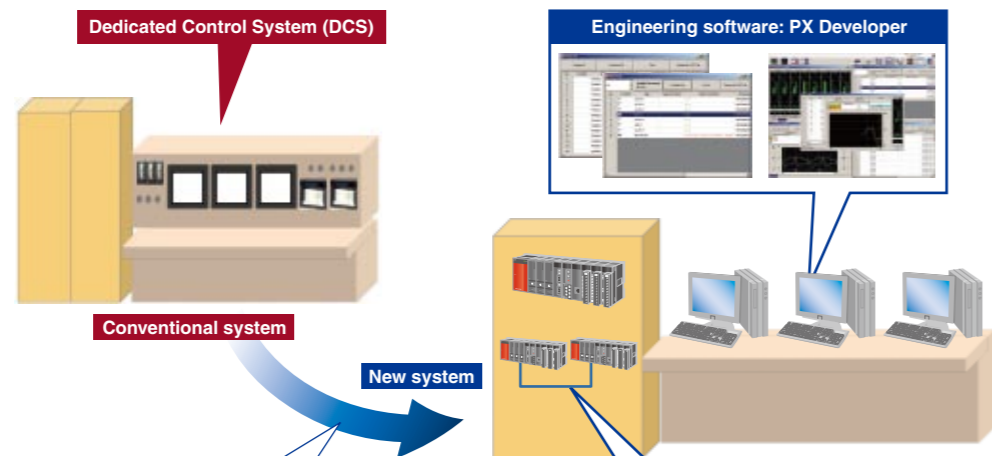 Dedicated Control System (DCS)
Engineering software: PX Developer
Conventional system
New system